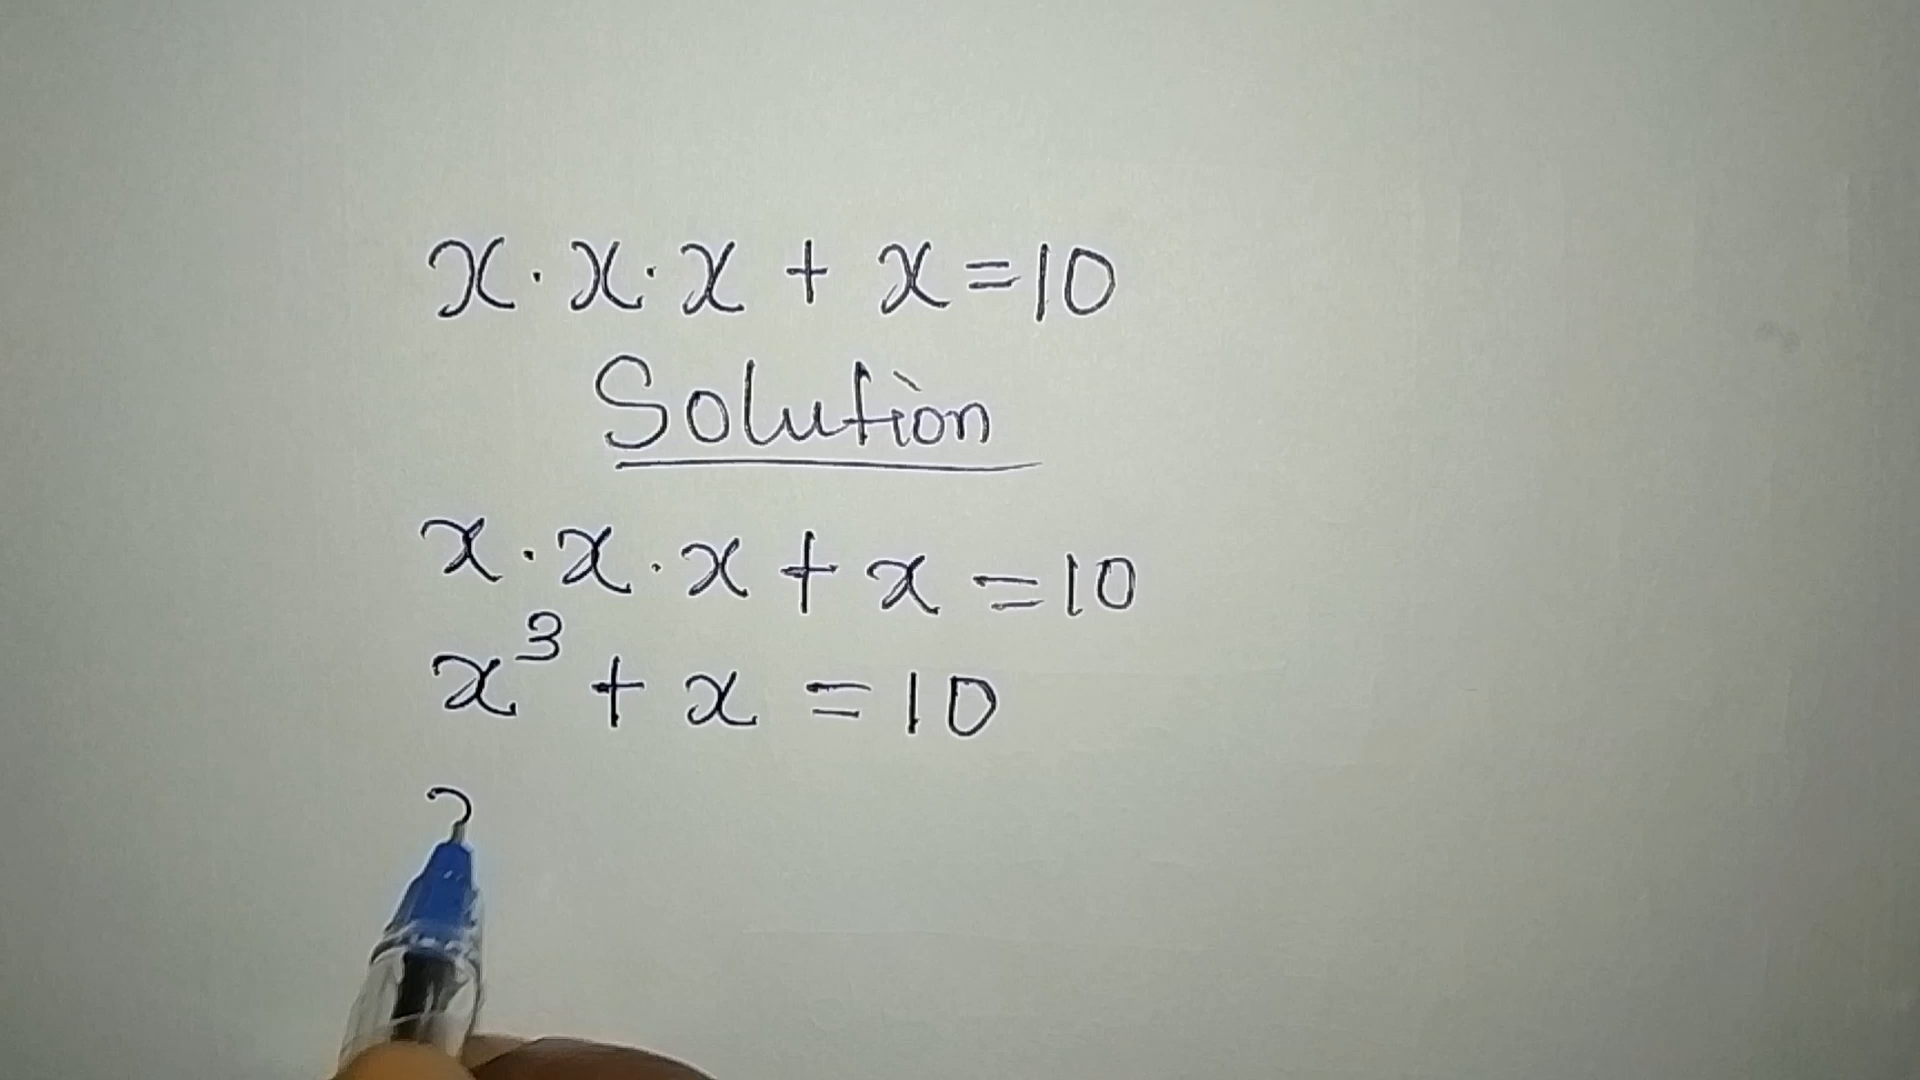 x·x·x + x = 10
Solution
x·x·x + x = 10
x³ + x = 10